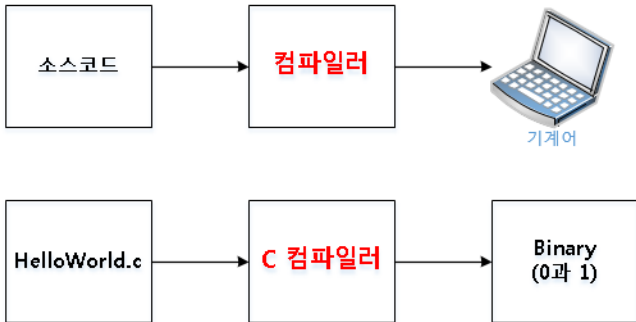 소스코드
컴파일러
기계어
HelloWorld.c
C 컴파일러
Binary
(0과 1)